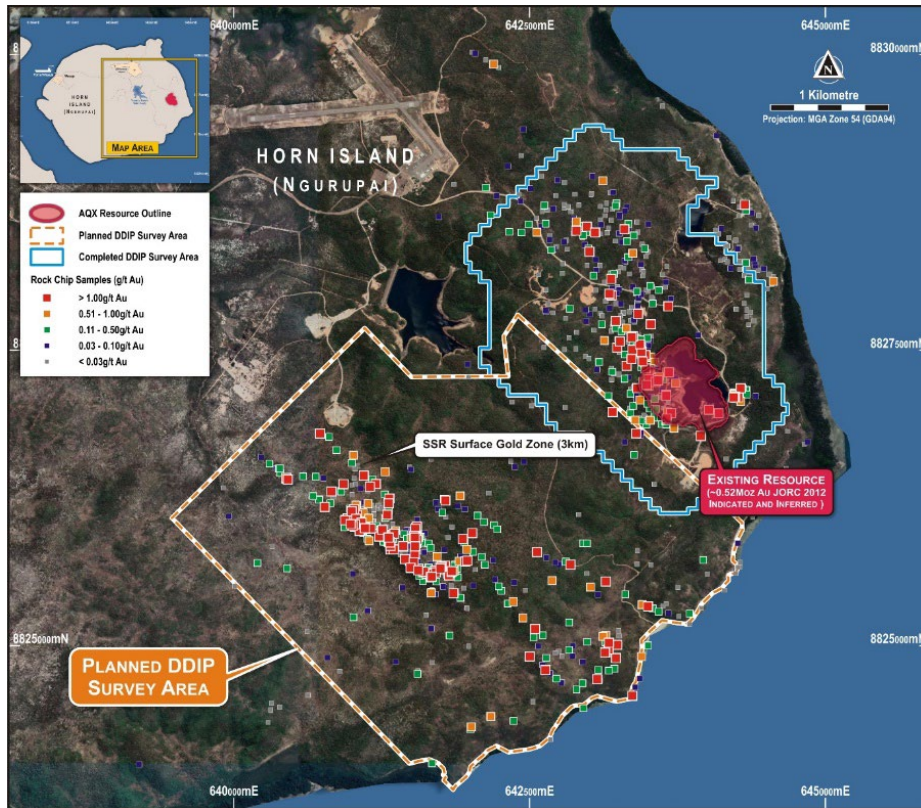 640000mE
642500mE
645000mE
8830000mN
HORN
ISLAND
(NGURUPAI)
MAP AREA
N
1 Kilometre
Projection: MGA Zone 54 (GDA94)
HORN ISLAND
(NGURUPAI)
AQX Resource Outline
Planned DDIP Survey Area
Completed DDIP Survey Area
Rock Chip Samples (g/t Au)
> 1.00g/t Au
0.51 - 1.00g/t Au
0.11 - 0.50g/t Au
0.03 - 0.10g/t Au
< 0.03g/t Au
8827500mN
SSR Surface Gold Zone (3km)
EXISTING RESOURCE
(~0.52Moz Au JORC 2012
INDICATED AND INFERRED )
8825000mN
8825000mN
PLANNED DDIP
SURVEY AREA
640000mE
642500mE
645000mE